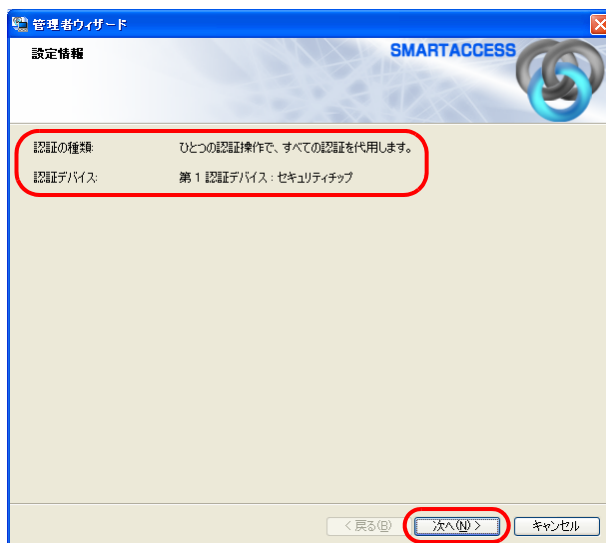 管理者ウィザード
設定情報
SMARTACCESS
認証の種類: ひとつの認証操作で、すべての認証を代用します。
認証デバイス: 第1認証デバイス:セキュリティチップ
<戻る(B) 次へ(N)> キャンセル